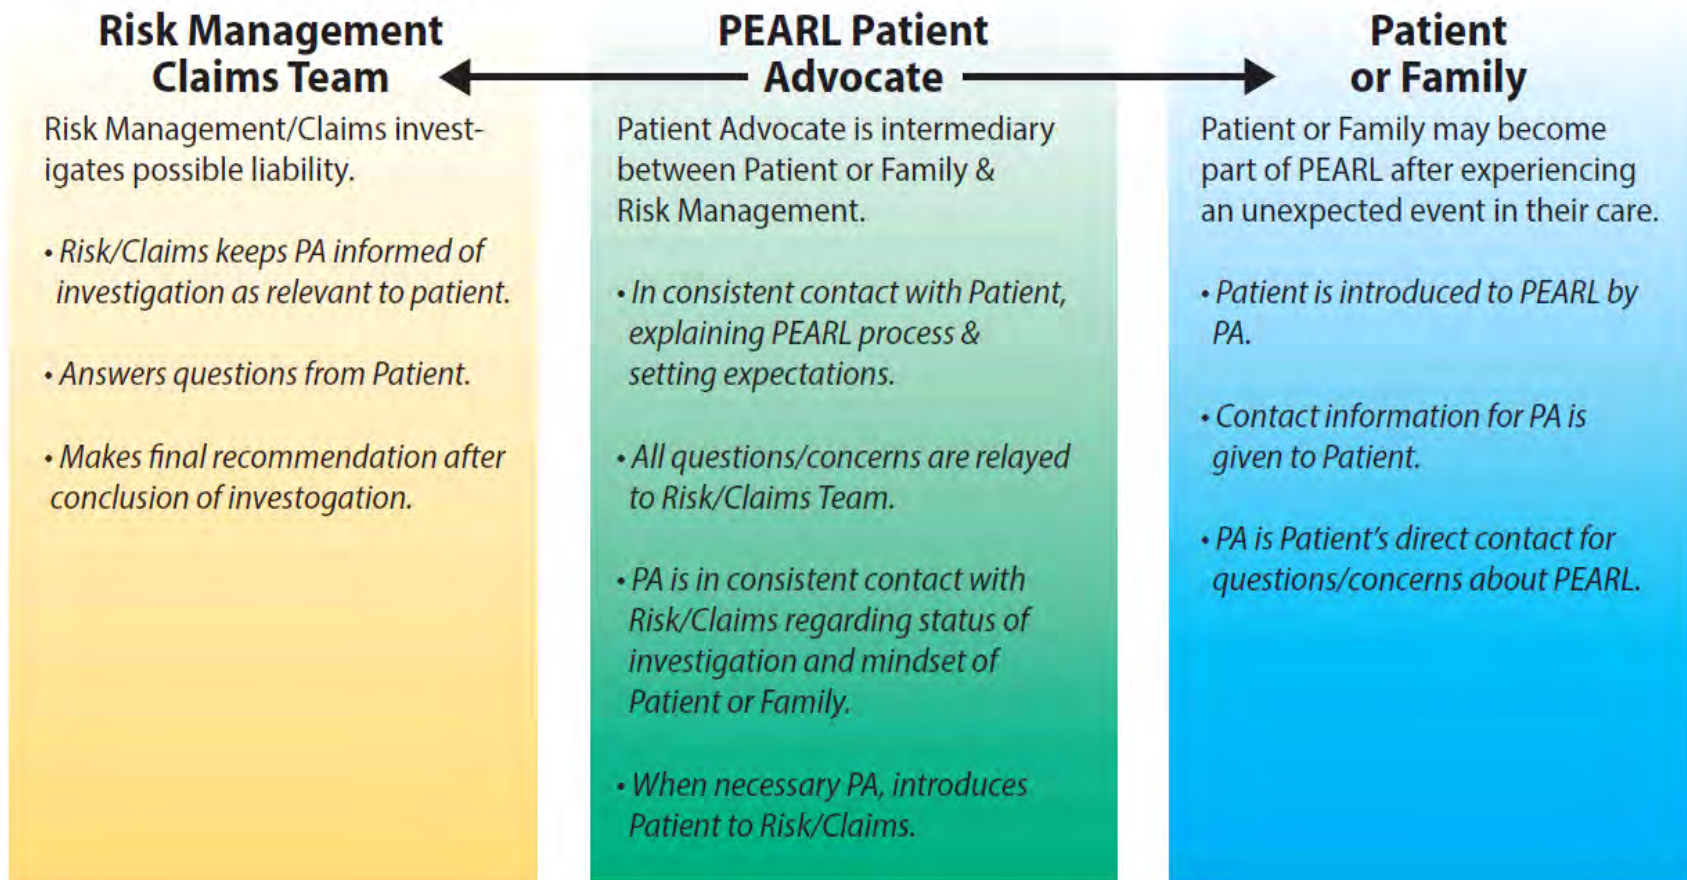 Risk Management
Claims Team
Risk Management/Claims invest-
igates possible liability.
• Risk/Claims keeps PA informed of
investigation as relevant to patient.
• Answers questions from Patient.
• Makes final recommendation after
conclusion of investogation.
PEARL Patient
Advocate
Patient Advocate is intermediary
between Patient or Family &
Risk Management.
• In consistent contact with Patient,
explaining PEARL process &
setting expectations.
• All questions/concerns are relayed
to Risk/Claims Team.
• PA is in consistent contact with
Risk/Claims regarding status of
investigation and mindset of
Patient or Family.
• When necessary PA, introduces
Patient to Risk/Claims.
Patient
or Family
Patient or Family may become
part of PEARL after experiencing
an unexpected event in their care.
• Patient is introduced to PEARL by
PA.
• Contact information for PA is
given to Patient.
• PA is Patient’s direct contact for
questions/concerns about PEARL.